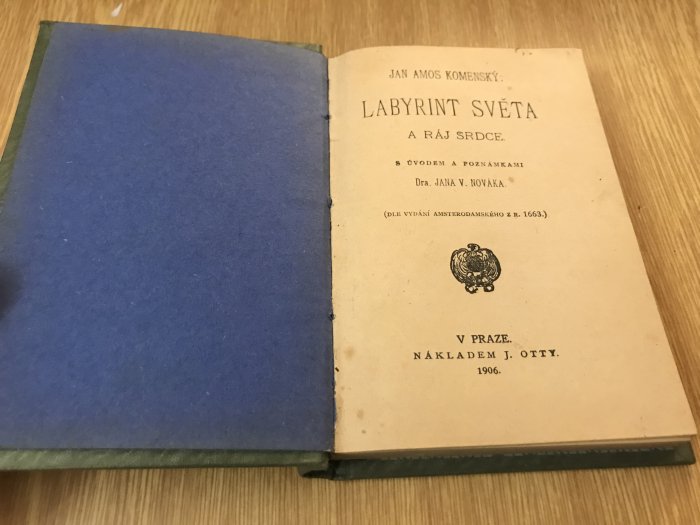 JAN AMOS KOMENSKÝ:
LABYRINT SVĚTA
A RÁJ SRDCE.
S ÚVODEM A POZNÁMKAMI
Dra. JANA V. NOVÁKA.
(DLE VYDÁNÍ AMSTERODAMSKÉHO Z R. 1663.)
V PRAZE.
NÁKLADEM J. OTTY.
1906.